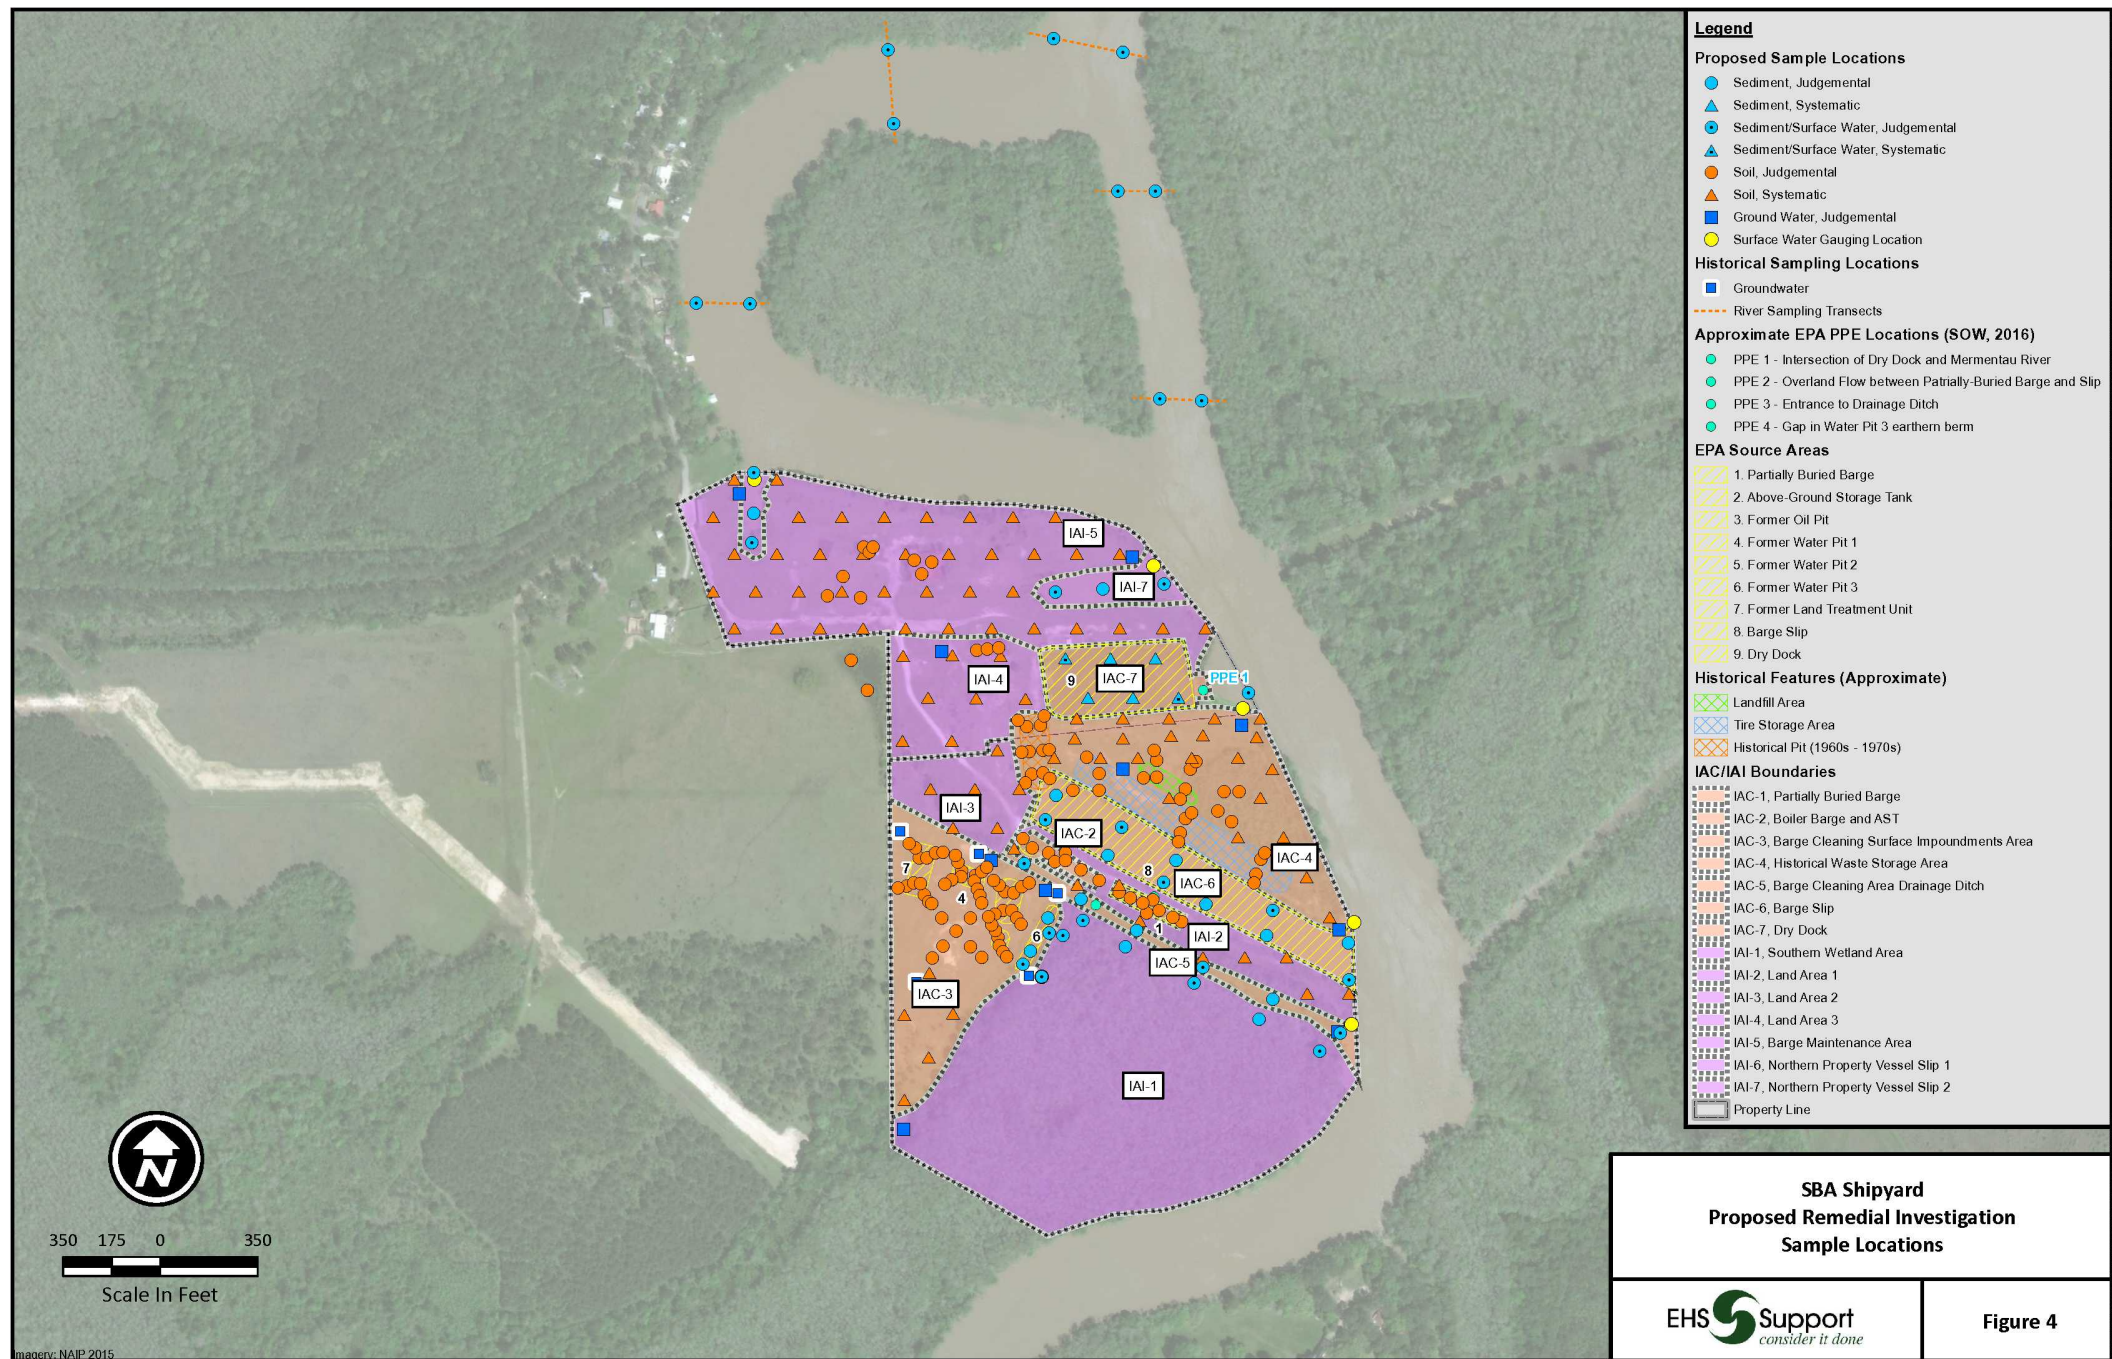 Legend
Proposed Sample Locations
Sediment, Judgemental
Sediment, Systematic
Sediment/Surface Water, Judgemental
Sediment/Surface Water, Systematic
Soil, Judgemental
Soil, Systematic
Ground Water, Judgemental
Surface Water Gauging Location
Historical Sampling Locations
Groundwater
River Sampling Transects
Approximate EPA PPE Locations (SOW, 2016)
PPE 1 - Intersection of Dry Dock and Mermentau River
PPE 2 - Overland Flow between Patrially-Buried Barge and Slip
PPE 3 - Entrance to Drainage Ditch
PPE 4 - Gap in Water Pit 3 earthern berm
EPA Source Areas
1. Partially Buried Barge
2. Above-Ground Storage Tank
3. Former Oil Pit
4. Former Water Pit 1
5. Former Water Pit 2
6. Former Water Pit 3
7. Former Land Treatment Unit
8. Barge Slip
9. Dry Dock
Historical Features (Approximate)
Landfill Area
Tire Storage Area
Historical Pit (1960s - 1970s)
IAC/IAI Boundaries
IAC-1, Partially Buried Barge
IAC-2, Boiler Barge and AST
IAC-3, Barge Cleaning Surface Impoundments Area
IAC-4, Historical Waste Storage Area
IAC-5, Barge Cleaning Area Drainage Ditch
IAC-6, Barge Slip
IAC-7, Dry Dock
IAI-1, Southern Wetland Area
IAI-2, Land Area 1
IAI-3, Land Area 2
IAI-4, Land Area 3
IAI-5, Barge Maintenance Area
IAI-6, Northern Property Vessel Slip 1
IAI-7, Northern Property Vessel Slip 2
Property Line
IAI-5
IAI-7
IAI-4
9
IAC-7
PPE 1
IAI-3
IAC-2
IAC-4
7
8
IAC-6
4
1
6
IAI-2
IAC-5
IAC-3
IAI-1
N
350 175 0 350
Scale In Feet
Imagery: NAIP 2015
SBA Shipyard
Proposed Remedial Investigation
Sample Locations
EHS Support
consider it done
Figure 4